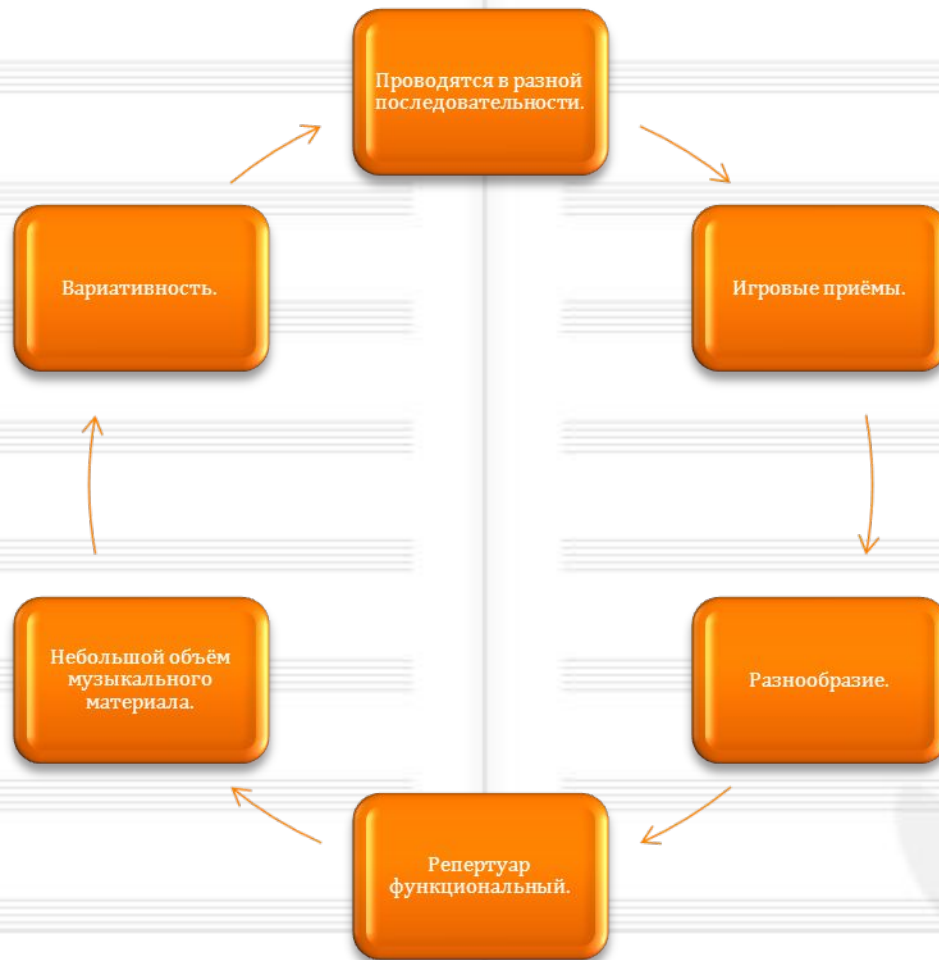 Проводятся в разной
последовательности.
Игровые приёмы.
Разнообразие.
Репертуар
функциональный.
Небольшой объём
музыкального
материала.
Вариативность.